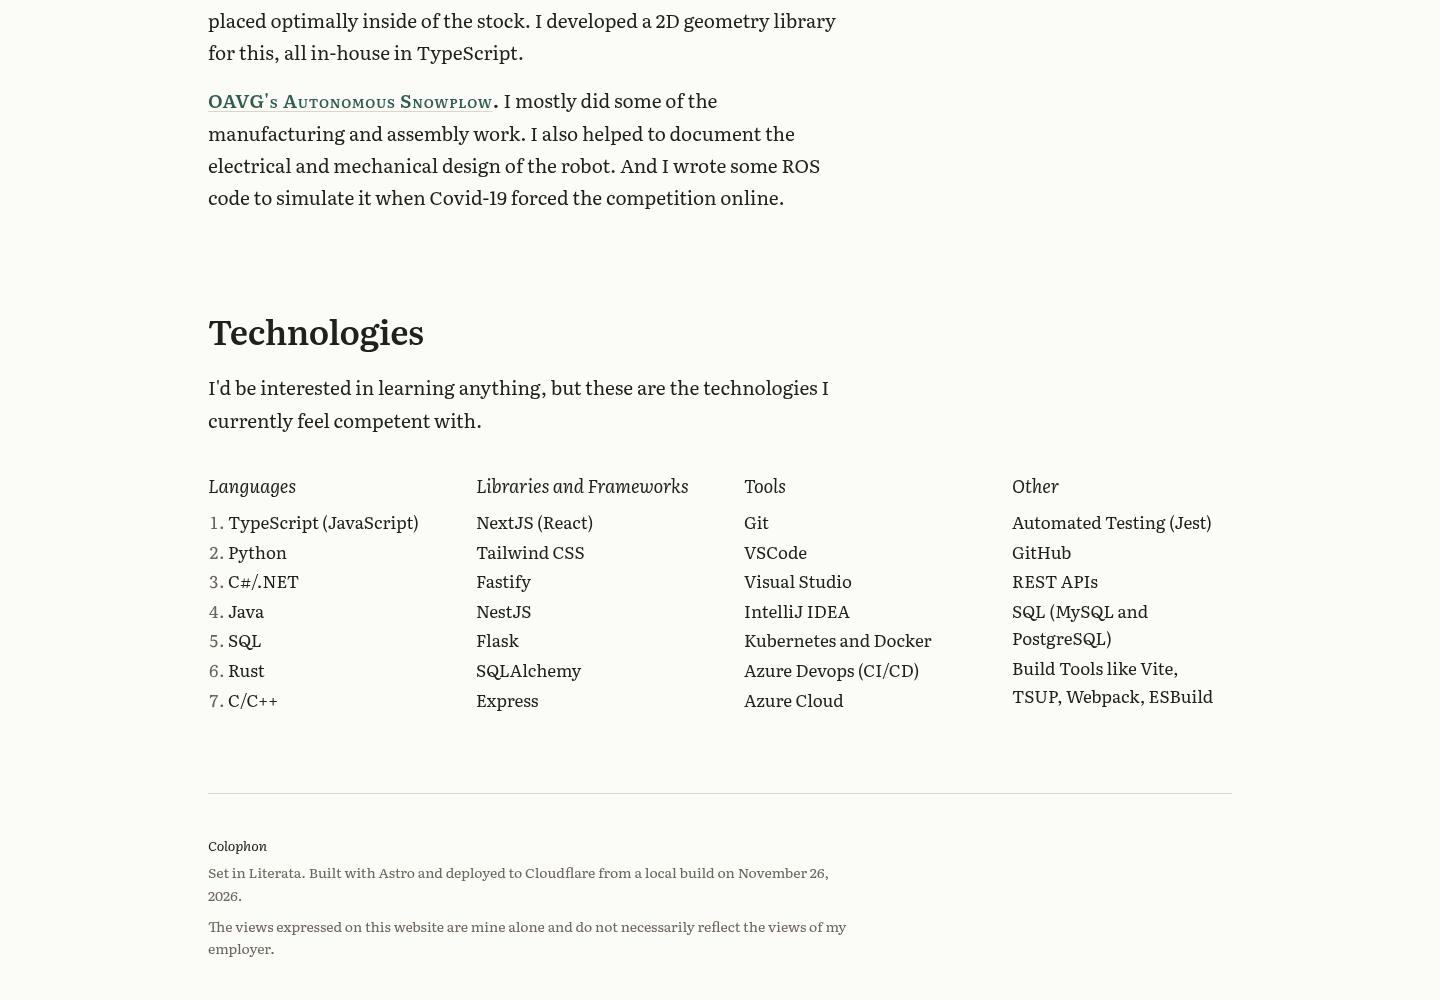 placed optimally inside of the stock. I developed a 2D geometry library
for this, all in-house in TypeScript.
OAVG's Autonomous Snowplow. I mostly did some of the
manufacturing and assembly work. I also helped to document the
electrical and mechanical design of the robot. And I wrote some ROS
code to simulate it when Covid-19 forced the competition online.
Technologies
I'd be interested in learning anything, but these are the technologies I
currently feel competent with.
Languages
1. TypeScript (JavaScript)
2. Python
3. C#/.NET
4. Java
5. SQL
6. Rust
7. C/C++
Libraries and Frameworks
NextJS (React)
Tailwind CSS
Fastify
NestJS
Flask
SQLAlchemy
Express
Tools
Git
VSCode
Visual Studio
IntelliJ IDEA
Kubernetes and Docker
Azure Devops (CI/CD)
Azure Cloud
Other
Automated Testing (Jest)
GitHub
REST APIs
SQL (MySQL and
PostgreSQL)
Build Tools like Vite,
TSUP, Webpack, ESBuild
Colophon
Set in Literata. Built with Astro and deployed to Cloudflare from a local build on November 26,
2026.
The views expressed on this website are mine alone and do not necessarily reflect the views of my
employer.